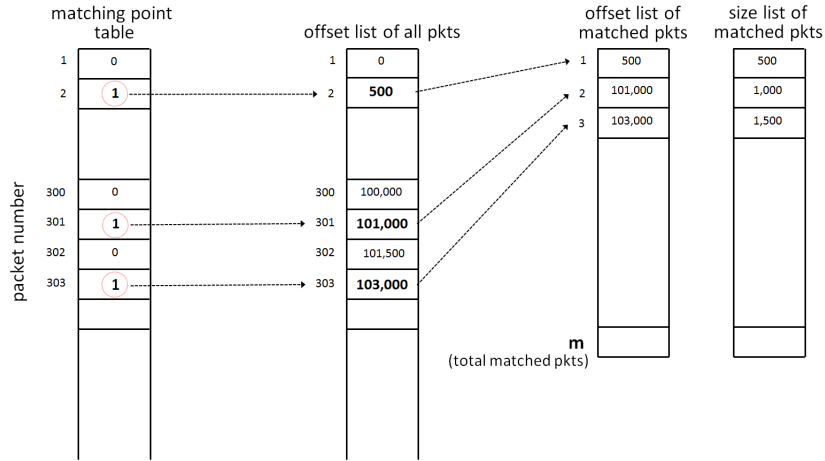 matching point
table
offset list of all pkts
offset list of
matched pkts
size list of
matched pkts
packet number
1 0
2 1
300 0
301 1
302 0
303 1
1 0
2 500
300 100,000
301 101,000
302 101,500
303 103,000
1 500
2 101,000
3 103,000
m
(total matched pkts)
500
1,000
1,500